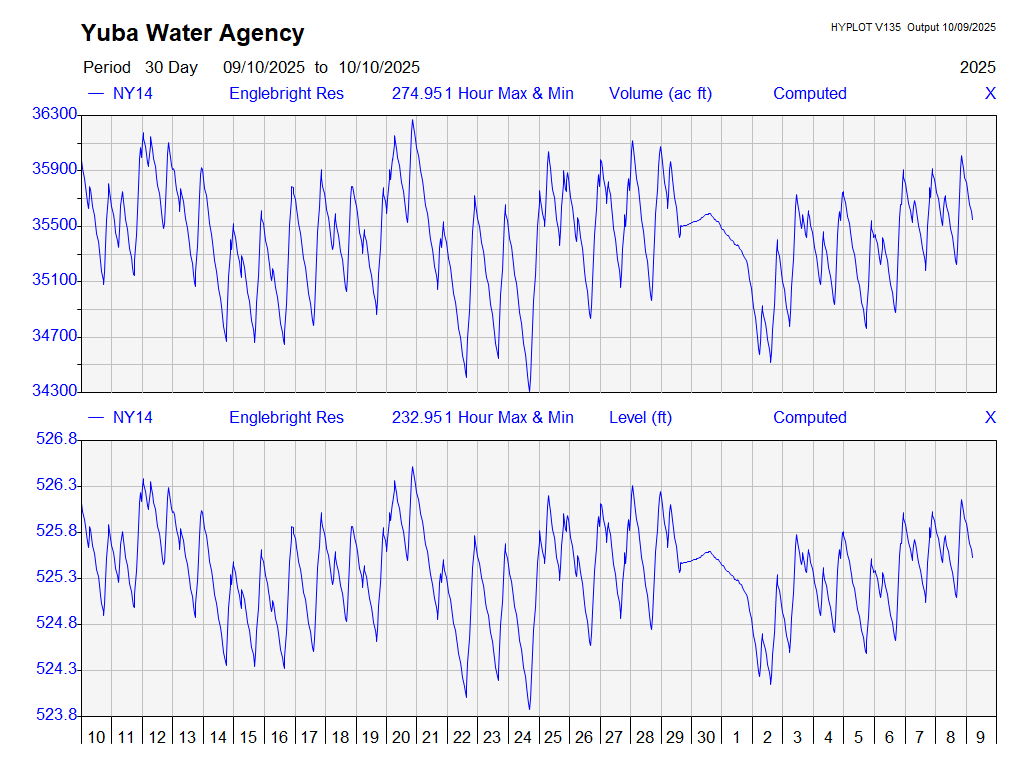 Yuba Water Agency
HYPLOT V135 Output 10/09/2025
Period 30 Day 09/10/2025 to 10/10/2025
2025
NY14 Englebright Res 274.95 1 Hour Max & Min Volume (ac ft) Computed X
36300
35900
35500
35100
34700
34300
NY14 Englebright Res 232.95 1 Hour Max & Min Level (ft) Computed X
526.8
526.3
525.8
525.3
524.8
524.3
523.8
10 11 12 13 14 15 16 17 18 19 20 21 22 23 24 25 26 27 28 29 30 1 2 3 4 5 6 7 8 9